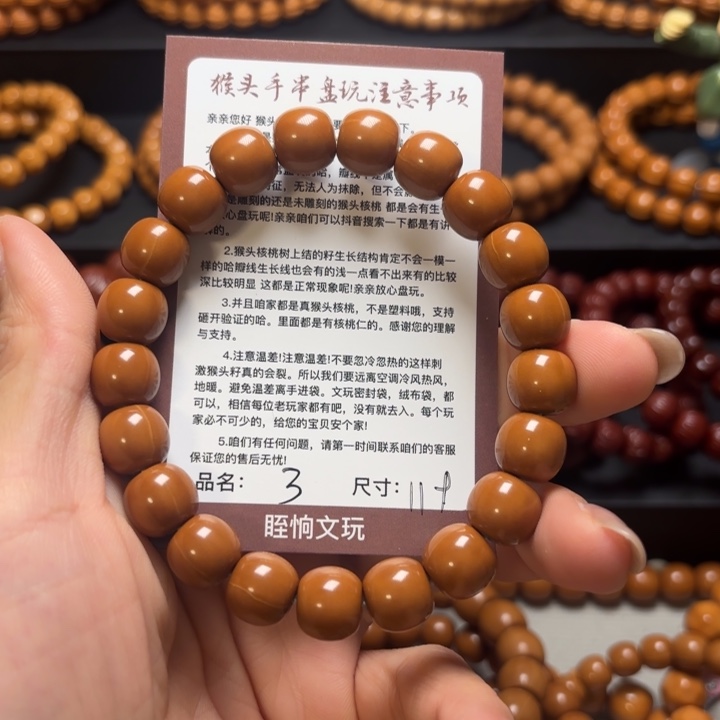 猴头手串盘玩注意事项
亲亲您好 猴头
征，无法人为抹除，但不会
是雕刻的还是未雕刻的猴头核桃 都是会有生
心盘玩呢!亲亲咱们可以抖音搜索一下都是有讲
的。
2.猴头核桃树上结的籽生长结构肯定不会一模一
样的哈瓣线生长线也会有的浅一点看不出来有的比较
深比较明显 这都是正常现象呢!亲亲放心盘玩。
3.并且咱家都是真猴头核桃，不是塑料哦，支持
砸开验证的哈。里面都是有核桃仁的。感谢您的理解
与支持。
4.注意温差!注意温差!不要忽冷忽热的这样刺
激猴头籽真的会裂。所以我们要远离空调冷风热风，
地暖。避免温差离手进袋。文玩密封袋，绒布袋，都
可以，相信每位老玩家都有吧，没有就去入。每个玩
家必不可少的，给您的宝贝安个家!
5.咱们有任何问题，请第一时间联系咱们的客服
保证您的售后无忧!
品名： 3 尺寸： 11
眰恦文玩